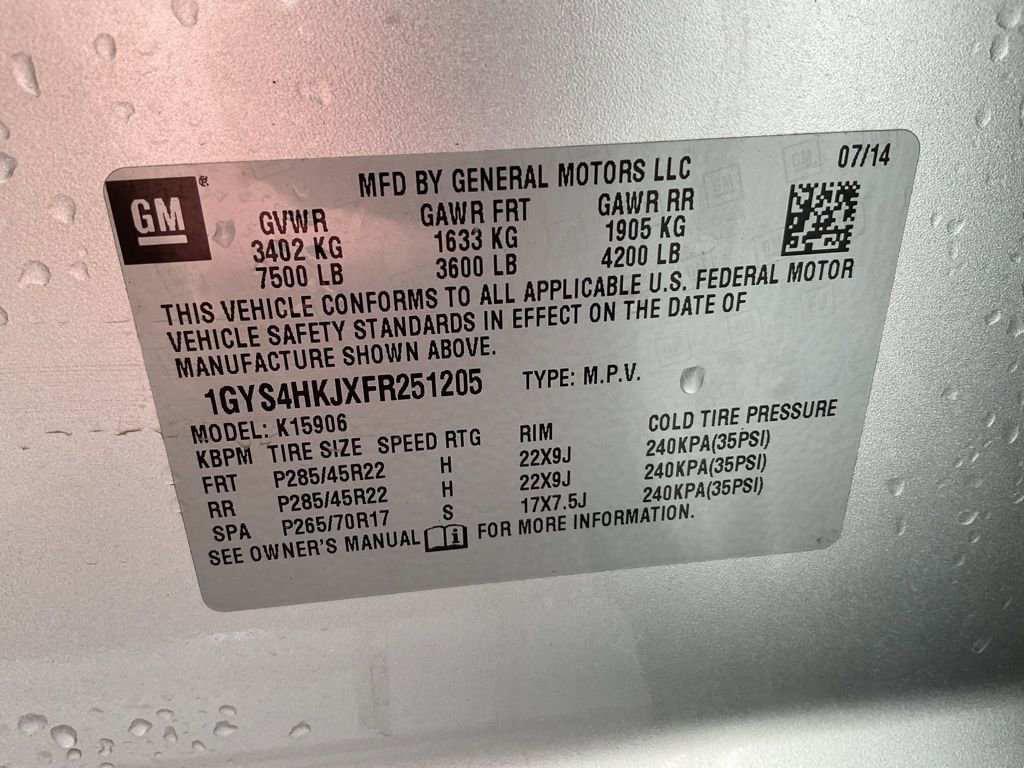 GM
MFD BY GENERAL MOTORS LLC 07/14
GVWR GAWR FRT GAWR RR
3402 KG 1633 KG 1905 KG
7500 LB 3600 LB 4200 LB
THIS VEHICLE CONFORMS TO ALL APPLICABLE U.S. FEDERAL MOTOR
VEHICLE SAFETY STANDARDS IN EFFECT ON THE DATE OF
MANUFACTURE SHOWN ABOVE.
1GYS4HKJXFR251205 TYPE: M.P.V.
MODEL: K15906
KBPM TIRE SIZE SPEED RTG RIM COLD TIRE PRESSURE
FRT P285/45R22 H 22X9J 240KPA(35PSI)
RR P285/45R22 H 22X9J 240KPA(35PSI)
SPA P265/70R17 S 17X7.5J 240KPA(35PSI)
SEE OWNER'S MANUAL FOR MORE INFORMATION.